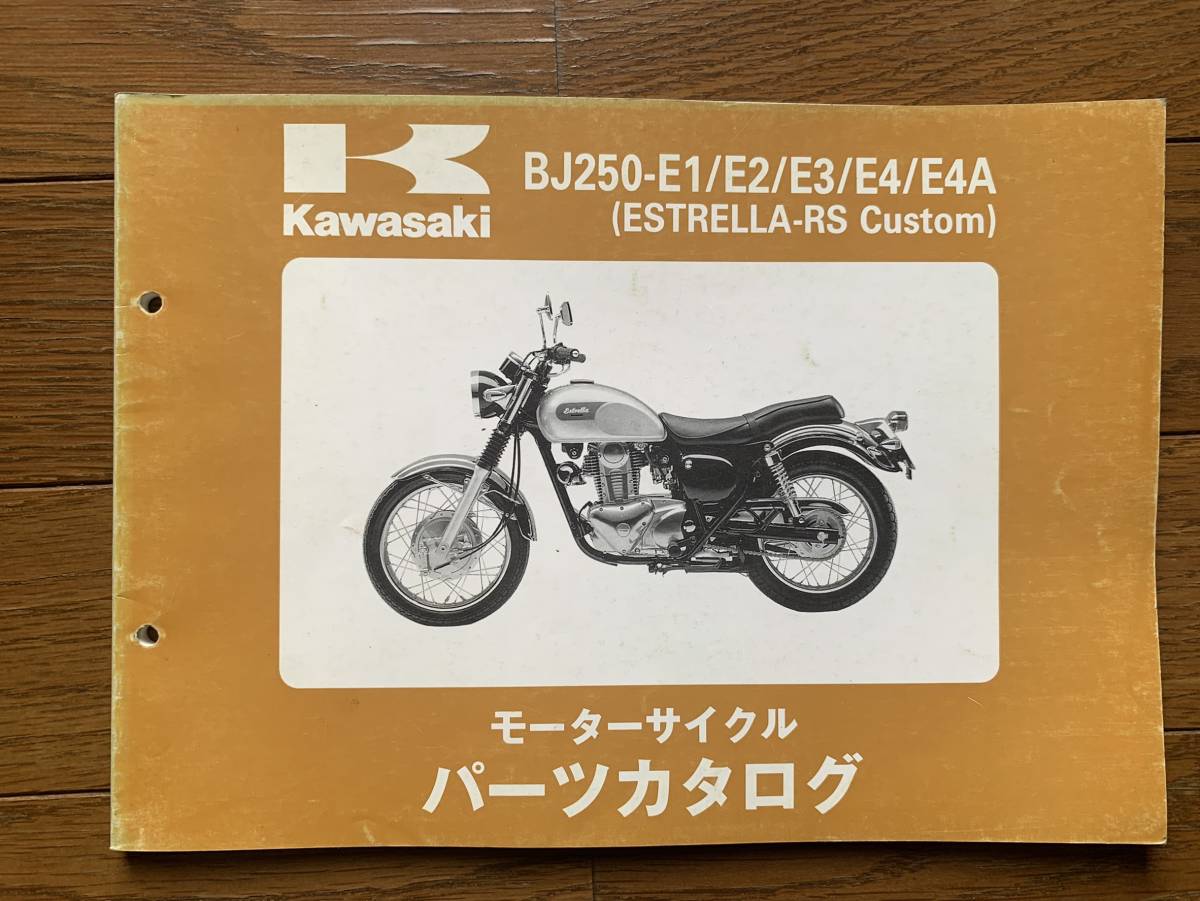 Kawasaki
BJ250-E1/E2/E3/E4/E4A
(ESTRELLA-RS Custom)
Estrella
モーターサイクル
パーツカタログ